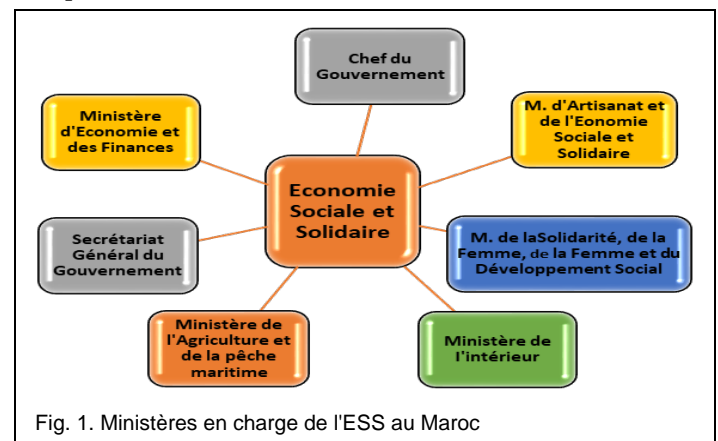 Chef du
Gouvernement
Ministère
d'Economie et
des Finances
M. d'Artisanat et
de l'Eonomie
Sociale et
Solidaire
Economie
Sociale et
Solidaire
Secrétariat
Général du
Gouvernement
M. de laSolidarité, de la
Femme, de la Femme et du
Développement Social
Ministère de
l'Agriculture et
de la pêche
maritime
Ministère de
l'intérieur
Fig. 1. Ministères en charge de l'ESS au Maroc